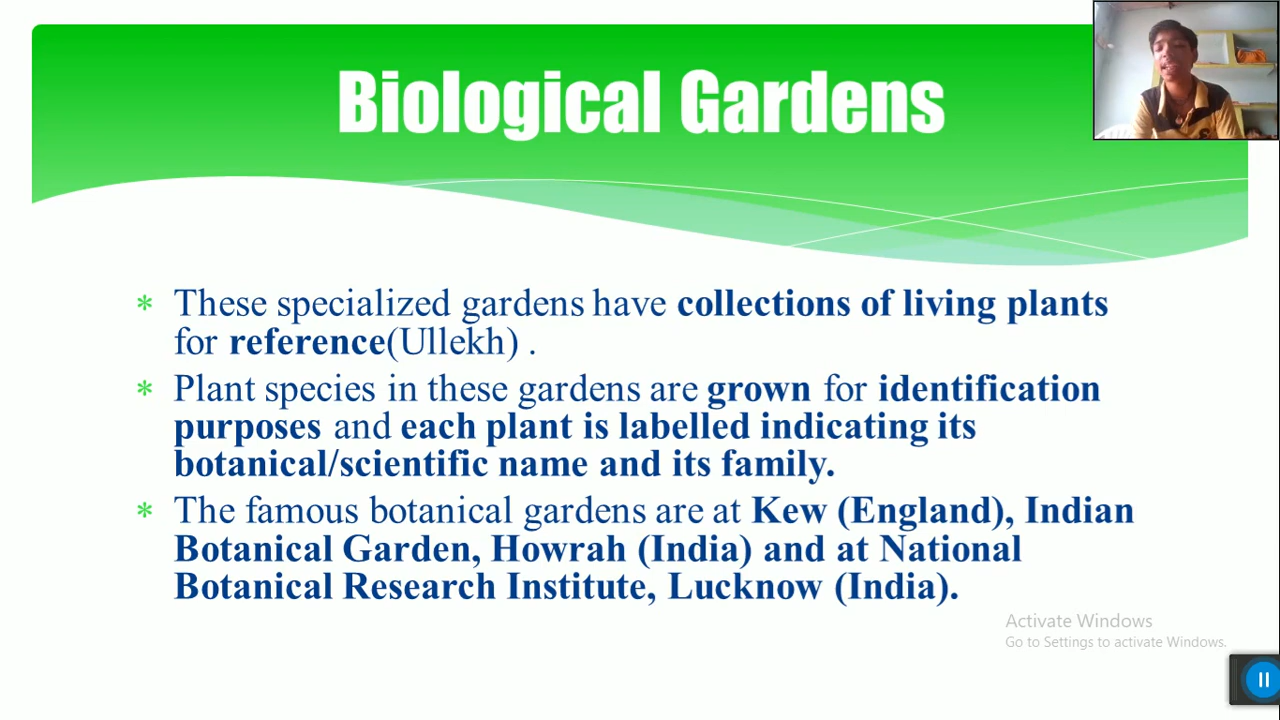 Biological Gardens
* These specialized gardens have collections of living plants
for reference(Ullekh) .
* Plant species in these gardens are grown for identification
purposes and each plant is labelled indicating its
botanical/scientific name and its family.
* The famous botanical gardens are at Kew (England), Indian
Botanical Garden, Howrah (India) and at National
Botanical Research Institute, Lucknow (India).
Activate Windows
Go to Settings to activate Windows.